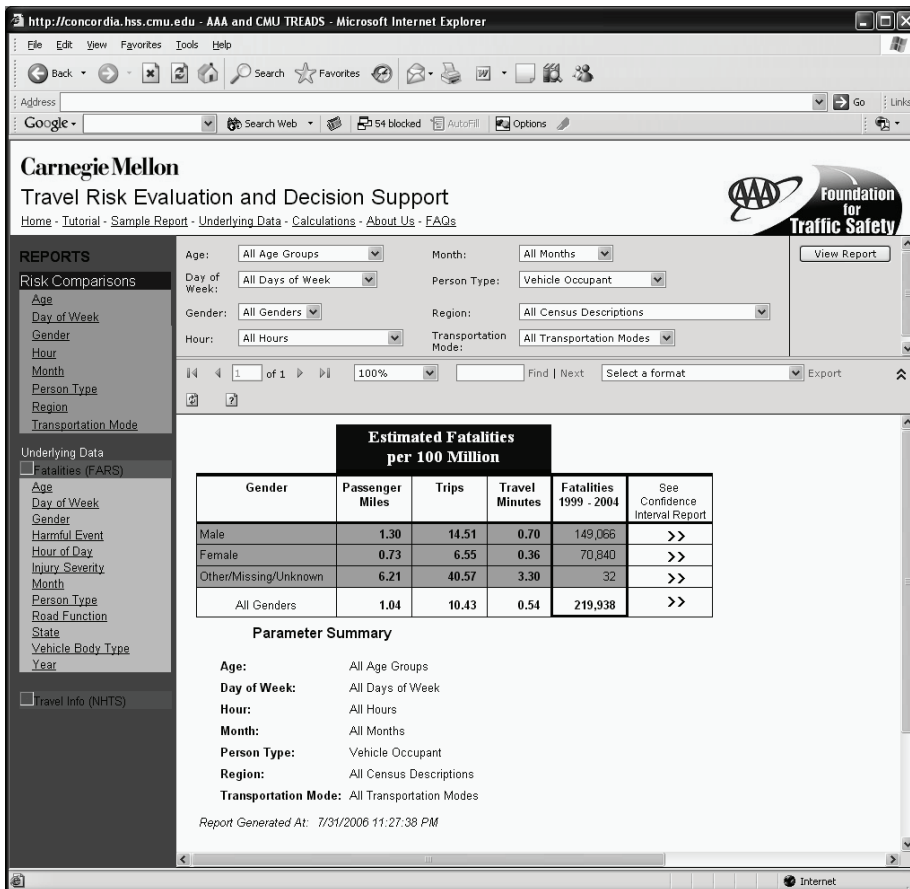 http://concordia.hss.cmu.edu - AAA and CMU TREADS - Microsoft Internet Explorer
File Edit View Favorites Tools Help
Back Search Favorites
Address Go Links
Google Search Web 54 blocked AutoFill Options
Carnegie Mellon
Travel Risk Evaluation and Decision Support
Home - Tutorial - Sample Report - Underlying Data - Calculations - About Us - FAQs
AAA Foundation
for
Traffic Safety
REPORTS
Risk Comparisons
Age
Day of Week
Gender
Hour
Month
Person Type
Region
Transportation Mode
Underlying Data
Fatalities (FARS)
Age
Day of Week
Gender
Harmful Event
Hour of Day
Injury Severity
Month
Person Type
Road Function
State
Vehicle Body Type
Year
Travel Info (NHTS)
Age: All Age Groups Month: All Months View Report
Day of Week: All Days of Week Person Type: Vehicle Occupant
Gender: All Genders Region: All Census Descriptions
Hour: All Hours Transportation Mode: All Transportation Modes
1 of 1 100% Find | Next Select a format Export
Estimated Fatalities
per 100 Million
Gender Passenger Miles Trips Travel Minutes Fatalities 1999 - 2004 See Confidence Interval Report
Male 1.30 14.51 0.70 149,066 >>
Female 0.73 6.55 0.36 70,840 >>
Other/Missing/Unknown 6.21 40.57 3.30 32 >>
All Genders 1.04 10.43 0.54 219,938 >>
Parameter Summary
Age: All Age Groups
Day of Week: All Days of Week
Hour: All Hours
Month: All Months
Person Type: Vehicle Occupant
Region: All Census Descriptions
Transportation Mode: All Transportation Modes
Report Generated At: 7/31/2006 11:27:38 PM
Internet